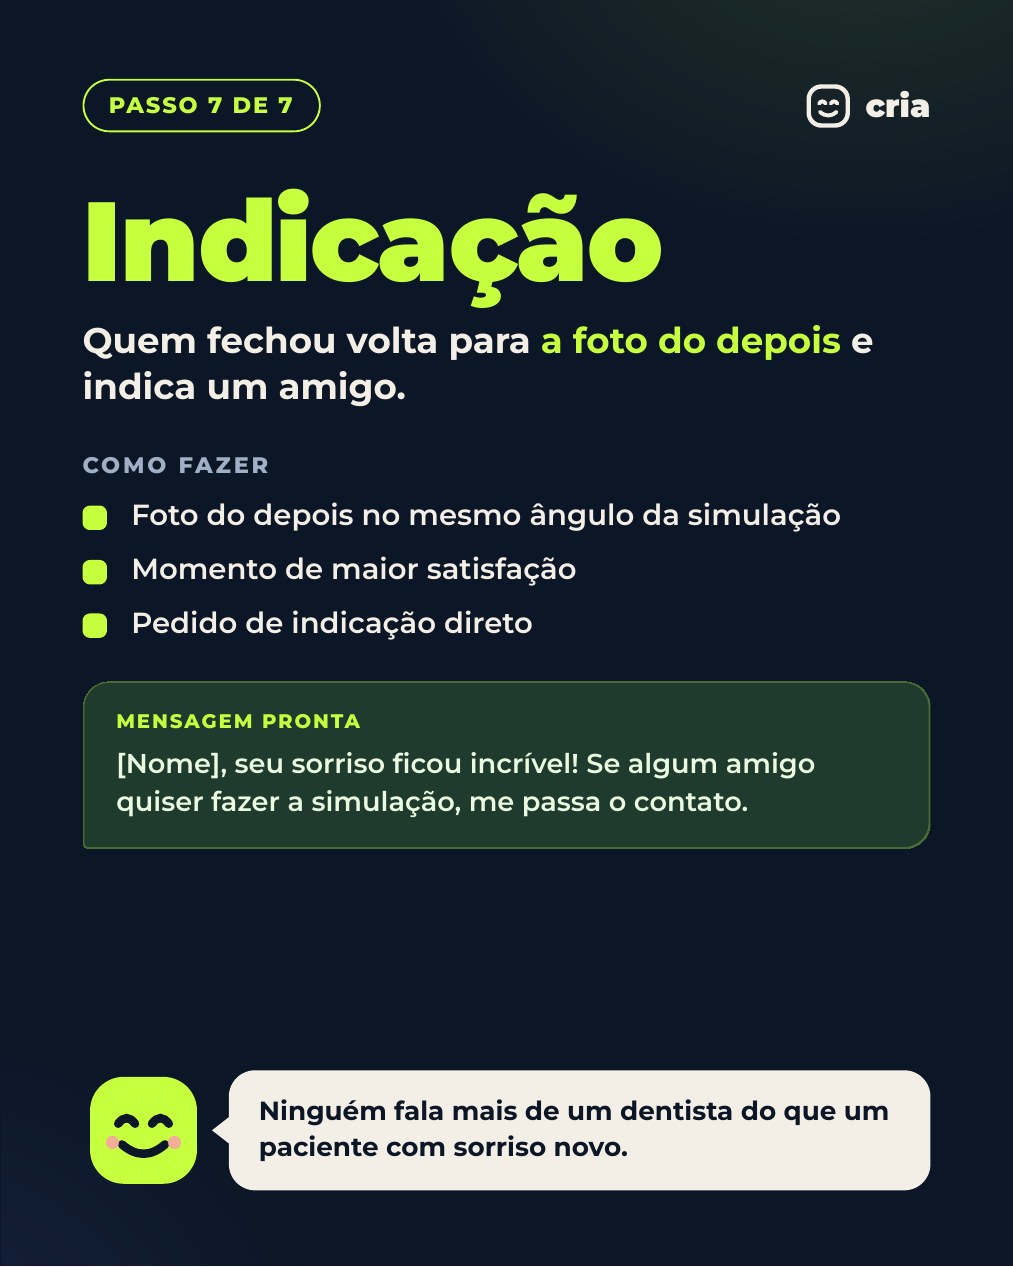 PASSO 7 DE 7
cria
Indicação
Quem fechou volta para a foto do depois e
indica um amigo.
COMO FAZER
Foto do depois no mesmo ângulo da simulação
Momento de maior satisfação
Pedido de indicação direto
MENSAGEM PRONTA
[Nome], seu sorriso ficou incrível! Se algum amigo
quiser fazer a simulação, me passa o contato.
Ninguém fala mais de um dentista do que um
paciente com sorriso novo.